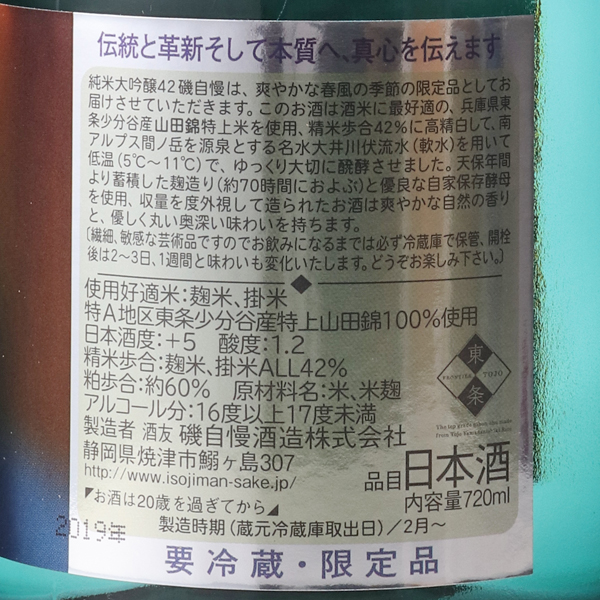 伝統と革新そして本質へ、真心を伝えます
純米大吟醸42磯自慢は、爽やかな春風の季節の限定品としてお
届けさせていただきます。このお酒は酒米に最好適の、兵庫県東
条少分谷産山田錦特上米を使用、精米歩合42%に高精白して、南
アルプス間ノ岳を源泉とする名水大井川伏流水(軟水)を用いて
低温(5℃〜11℃)で、ゆっくり大切に醗酵させました。天保年間
より蓄積した麹造り(約70時間におよぶ)と優良な自家保存酵母
を使用、収量を度外視して造られたお酒は爽やかな自然の香り
と、優しく丸い奥深い味わいを持ちます。
〔繊細、敏感な芸術品ですのでお飲みになるまでは必ず冷蔵庫で保管、開栓
後は2〜3日、1週間と味わいも変化いたします。どうぞお楽しみ下さい。〕
使用好適米:麹米、掛米
特A地区東条少分谷産特上山田錦100%使用
日本酒度:+5 酸度:1.2
精米歩合:麹米、掛米ALL42%
粕歩合:約60% 原材料名:米、米麹
アルコール分:16度以上17度未満
製造者 酒友 磯自慢酒造株式会社
静岡県焼津市鰯ヶ島307
http://www.isojiman-sake.jp/
お酒は20歳を過ぎてから
東条
TOJO
品目 日本酒
内容量720ml
2019年
製造時期(蔵元冷蔵庫取出日)/2月〜
要冷蔵・限定品